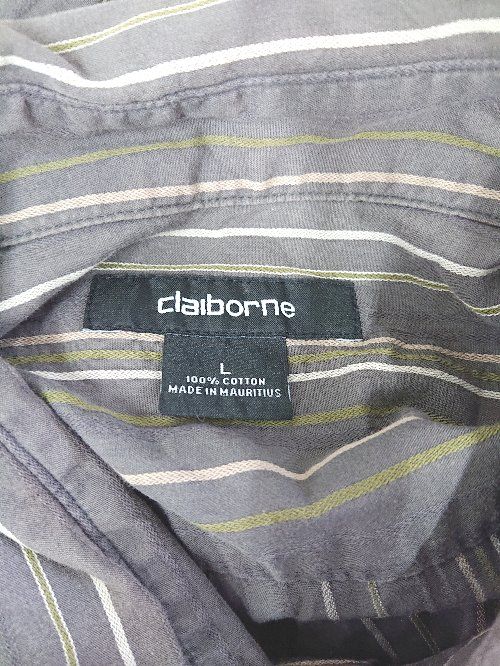 claiborne
L
100% COTTON
MADE IN MAURITIUS